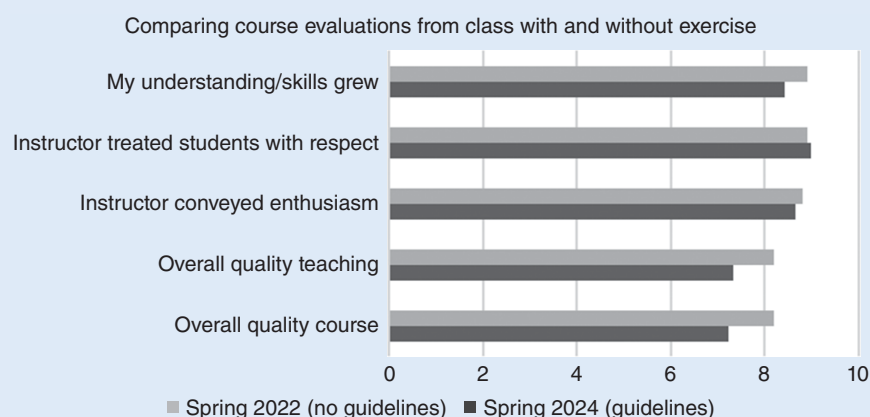 Comparing course evaluations from class with and without exercise
My understanding/skills grew
Instructor treated students with respect
Instructor conveyed enthusiasm
Overall quality teaching
Overall quality course
0 2 4 6 8 10
Spring 2022 (no guidelines) Spring 2024 (guidelines)